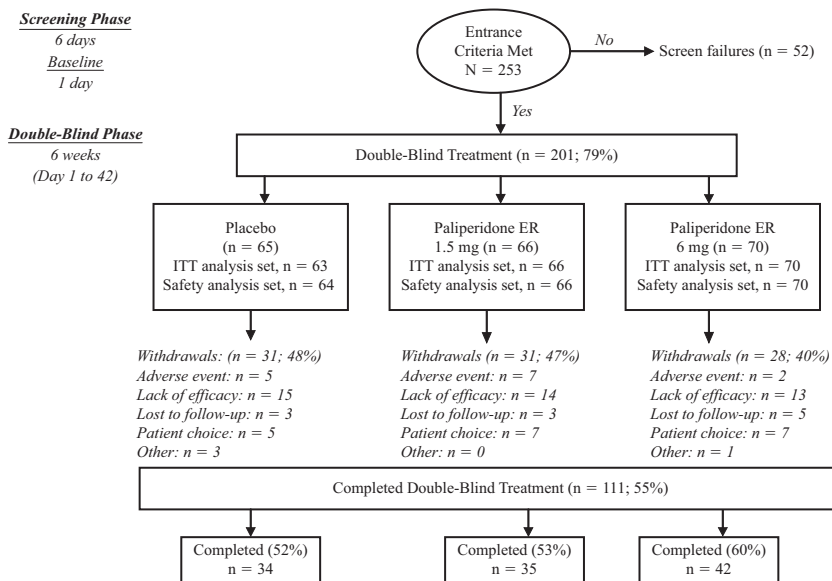 Screening Phase
6 days
Baseline
1 day
Entrance
Criteria Met
N = 253
No
Screen failures (n = 52)
Yes
Double-Blind Phase
6 weeks
(Day 1 to 42)
Double-Blind Treatment (n = 201; 79%)
Placebo
(n = 65)
ITT analysis set, n = 63
Safety analysis set, n = 64
Paliperidone ER
1.5 mg (n = 66)
ITT analysis set, n = 66
Safety analysis set, n = 66
Paliperidone ER
6 mg (n = 70)
ITT analysis set, n = 70
Safety analysis set, n = 70
Withdrawals: (n = 31; 48%)
Adverse event: n = 5
Lack of efficacy: n = 15
Lost to follow-up: n = 3
Patient choice: n = 5
Other: n = 3
Withdrawals (n = 31; 47%)
Adverse event: n = 7
Lack of efficacy: n = 14
Lost to follow-up: n = 3
Patient choice: n = 7
Other: n = 0
Withdrawals (n = 28; 40%)
Adverse event: n = 2
Lack of efficacy: n = 13
Lost to follow-up: n = 5
Patient choice: n = 7
Other: n = 1
Completed Double-Blind Treatment (n = 111; 55%)
Completed (52%)
n = 34
Completed (53%)
n = 35
Completed (60%)
n = 42